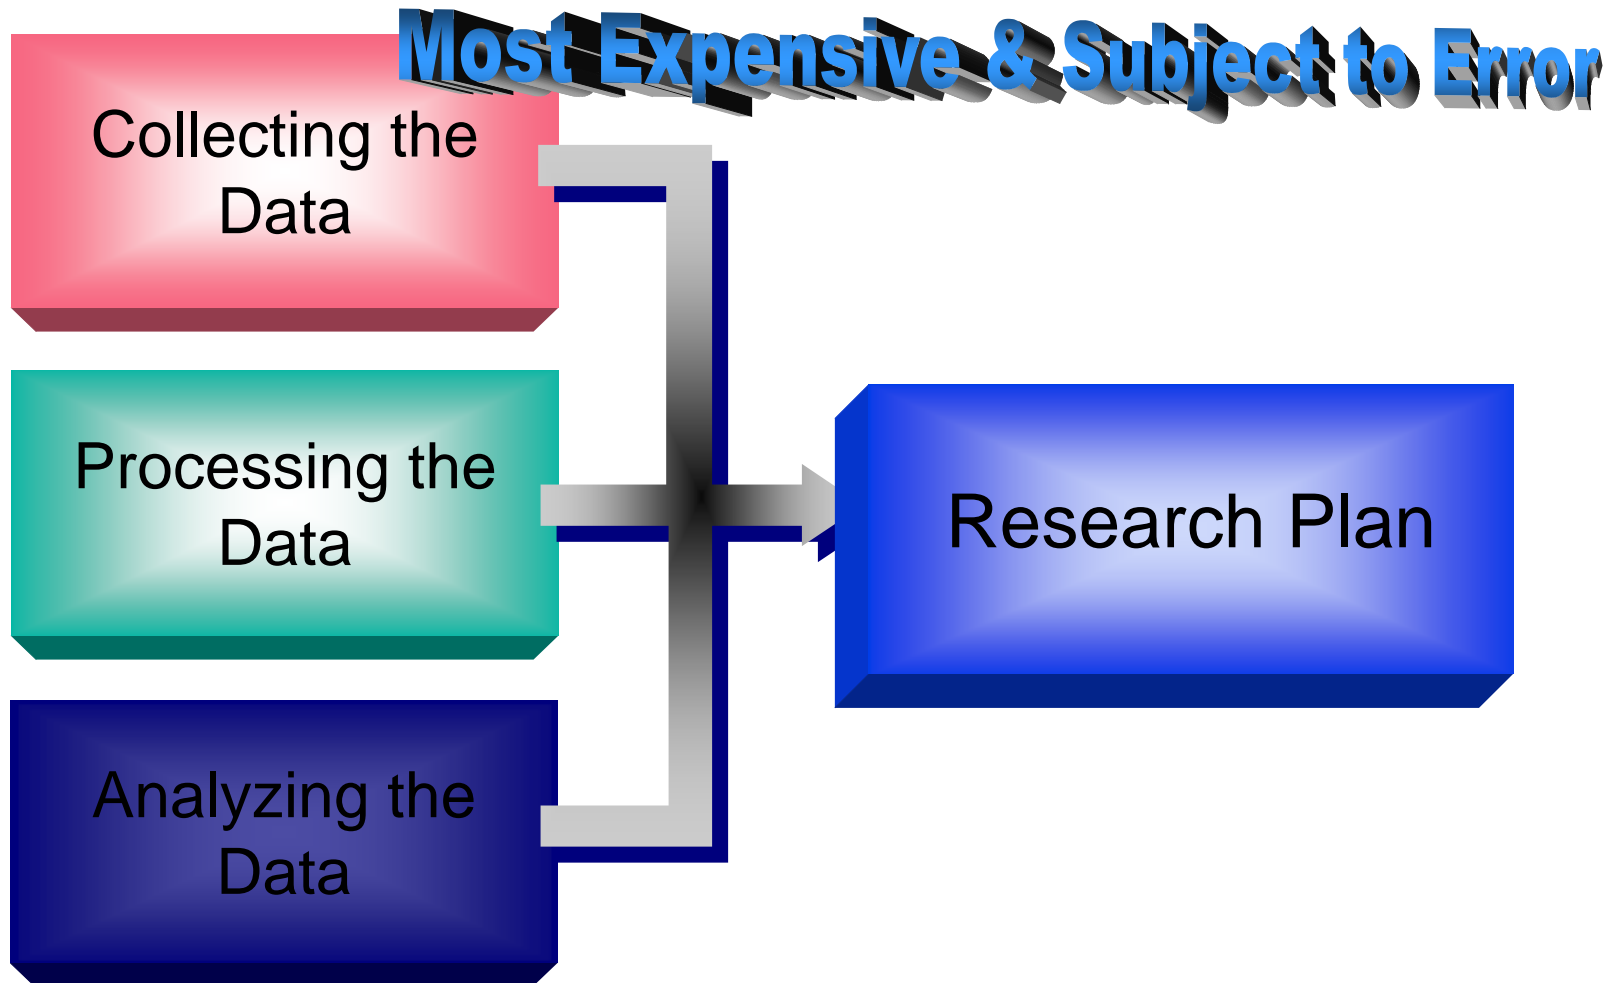 Most Expensive & Subject to Error
Collecting the
Data
Processing the
Data
Research Plan
Analyzing the
Data